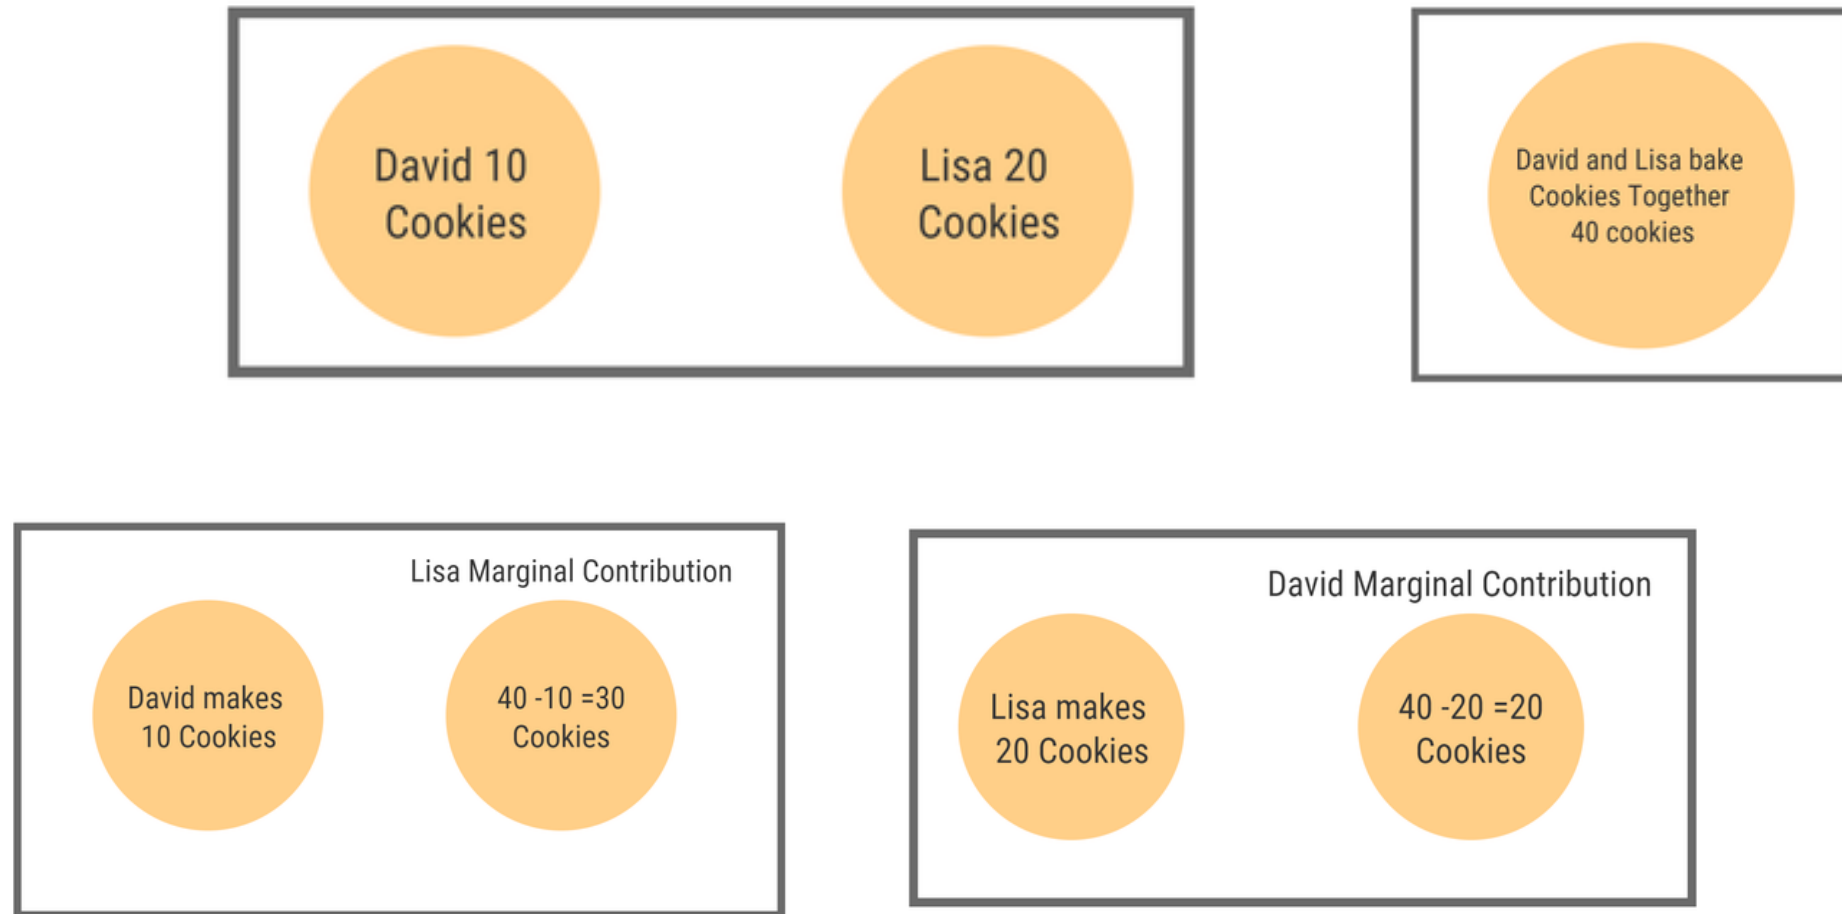 David 10
Cookies
Lisa 20
Cookies
David and Lisa bake
Cookies Together
40 cookies
Lisa Marginal Contribution
David makes
10 Cookies
40 -10 =30
Cookies
David Marginal Contribution
Lisa makes
20 Cookies
40 -20 =20
Cookies